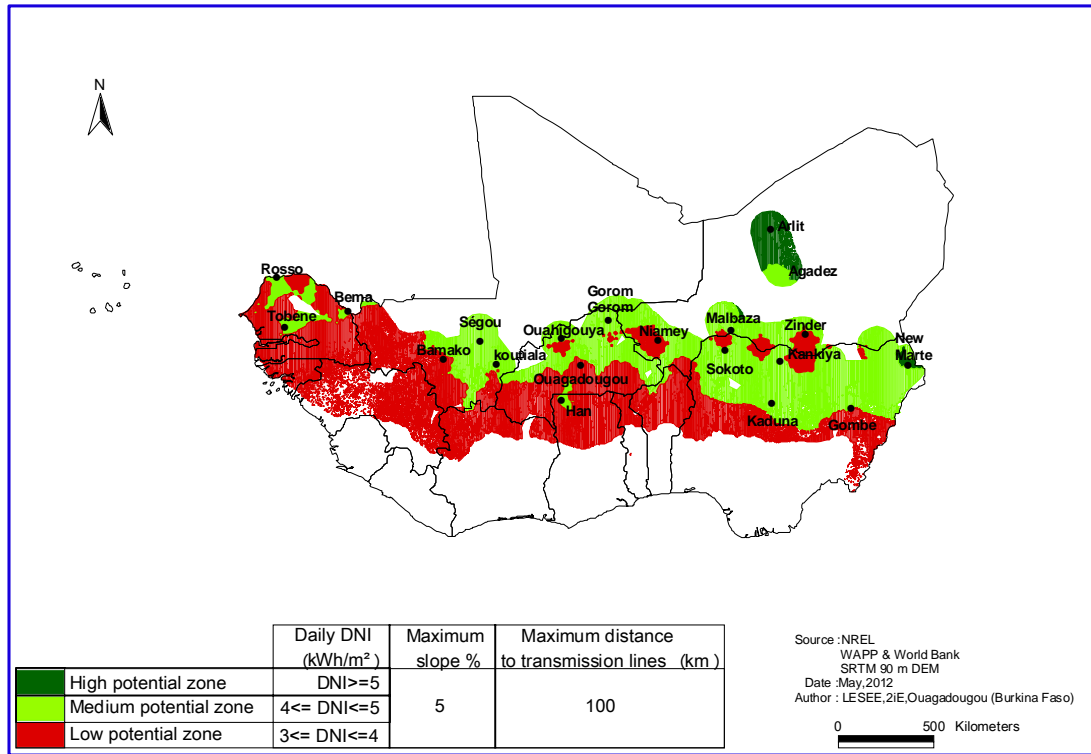 N
Arlit
Agadez
Rosso
Bema
Tobène
Gorom
Gorom
Ségou
Ouahigouya
Niamey
Malbaza
Zinder
New
Marte
Bamako
koutiala
Ouagadougou
Sokoto
Kankiya
Han
Kaduna
Gombe
Daily DNI
(kWh/m²)
Maximum
slope %
Maximum distance
to transmission lines (km)
High potential zone DNI>=5
Medium potential zone 4<= DNI<=5 5 100
Low potential zone 3<= DNI<=4
Source :NREL
WAPP & World Bank
SRTM 90 m DEM
Date :May,2012
Author : LESEE,2iE,Ouagadougou (Burkina Faso)
0 500 Kilometers